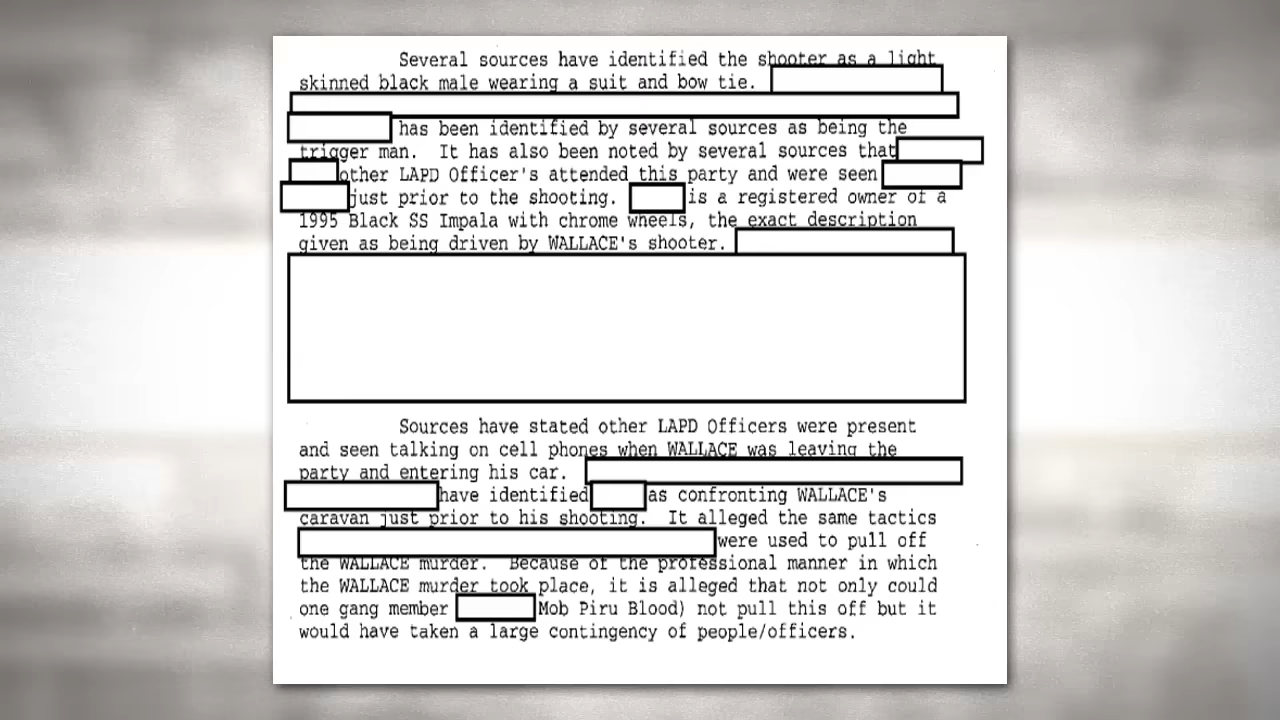 Several sources have identified the shooter as a light
skinned black male wearing a suit and bow tie.
has been identified by several sources as being the
trigger man. It has also been noted by several sources that
other LAPD Officer's attended this party and were seen
just prior to the shooting. is a registered owner of a
1995 Black SS Impala with chrome wheels, the exact description
given as being driven by WALLACE's shooter.
Sources have stated other LAPD Officers were present
and seen talking on cell phones when WALLACE was leaving the
party and entering his car.
have identified as confronting WALLACE's
caravan just prior to his shooting. It alleged the same tactics
were used to pull off
the WALLACE murder. Because of the professional manner in which
the WALLACE murder took place, it is alleged that not only could
one gang member Mob Piru Blood) not pull this off but it
would have taken a large contingency of people/officers.